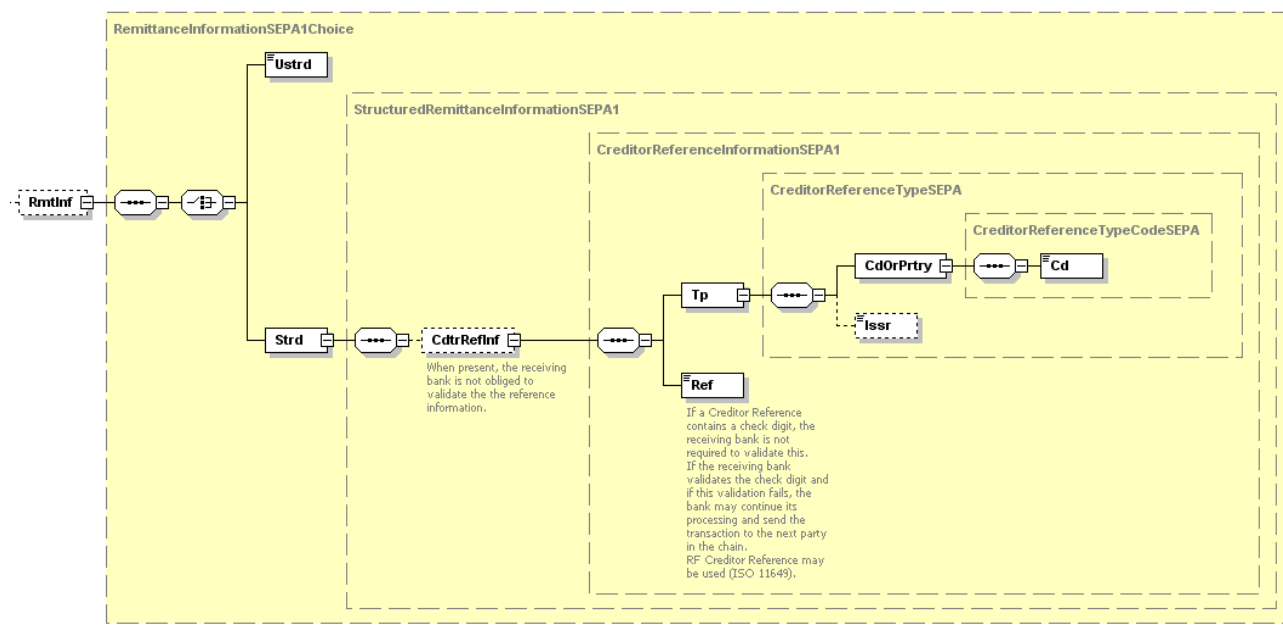 RemittanceInformationSEPA1Choice
Ustrd
StructuredRemittanceInformationSEPA1
CreditorReferenceInformationSEPA1
CreditorReferenceTypeSEPA
RmtInf
CreditorReferenceTypeCodeSEPA
CdOrPrtry
Cd
Tp
Issr
Strd
CdtrRefInf
When present, the receiving
bank is not obliged to
validate the the reference
information.
Ref
If a Creditor Reference
contains a check digit, the
receiving bank is not
required to validate this.
If the receiving bank
validates the check digit and
if this validation fails, the
bank may continue its
processing and send the
transaction to the next party
in the chain.
RF Creditor Reference may
be used (ISO 11649).